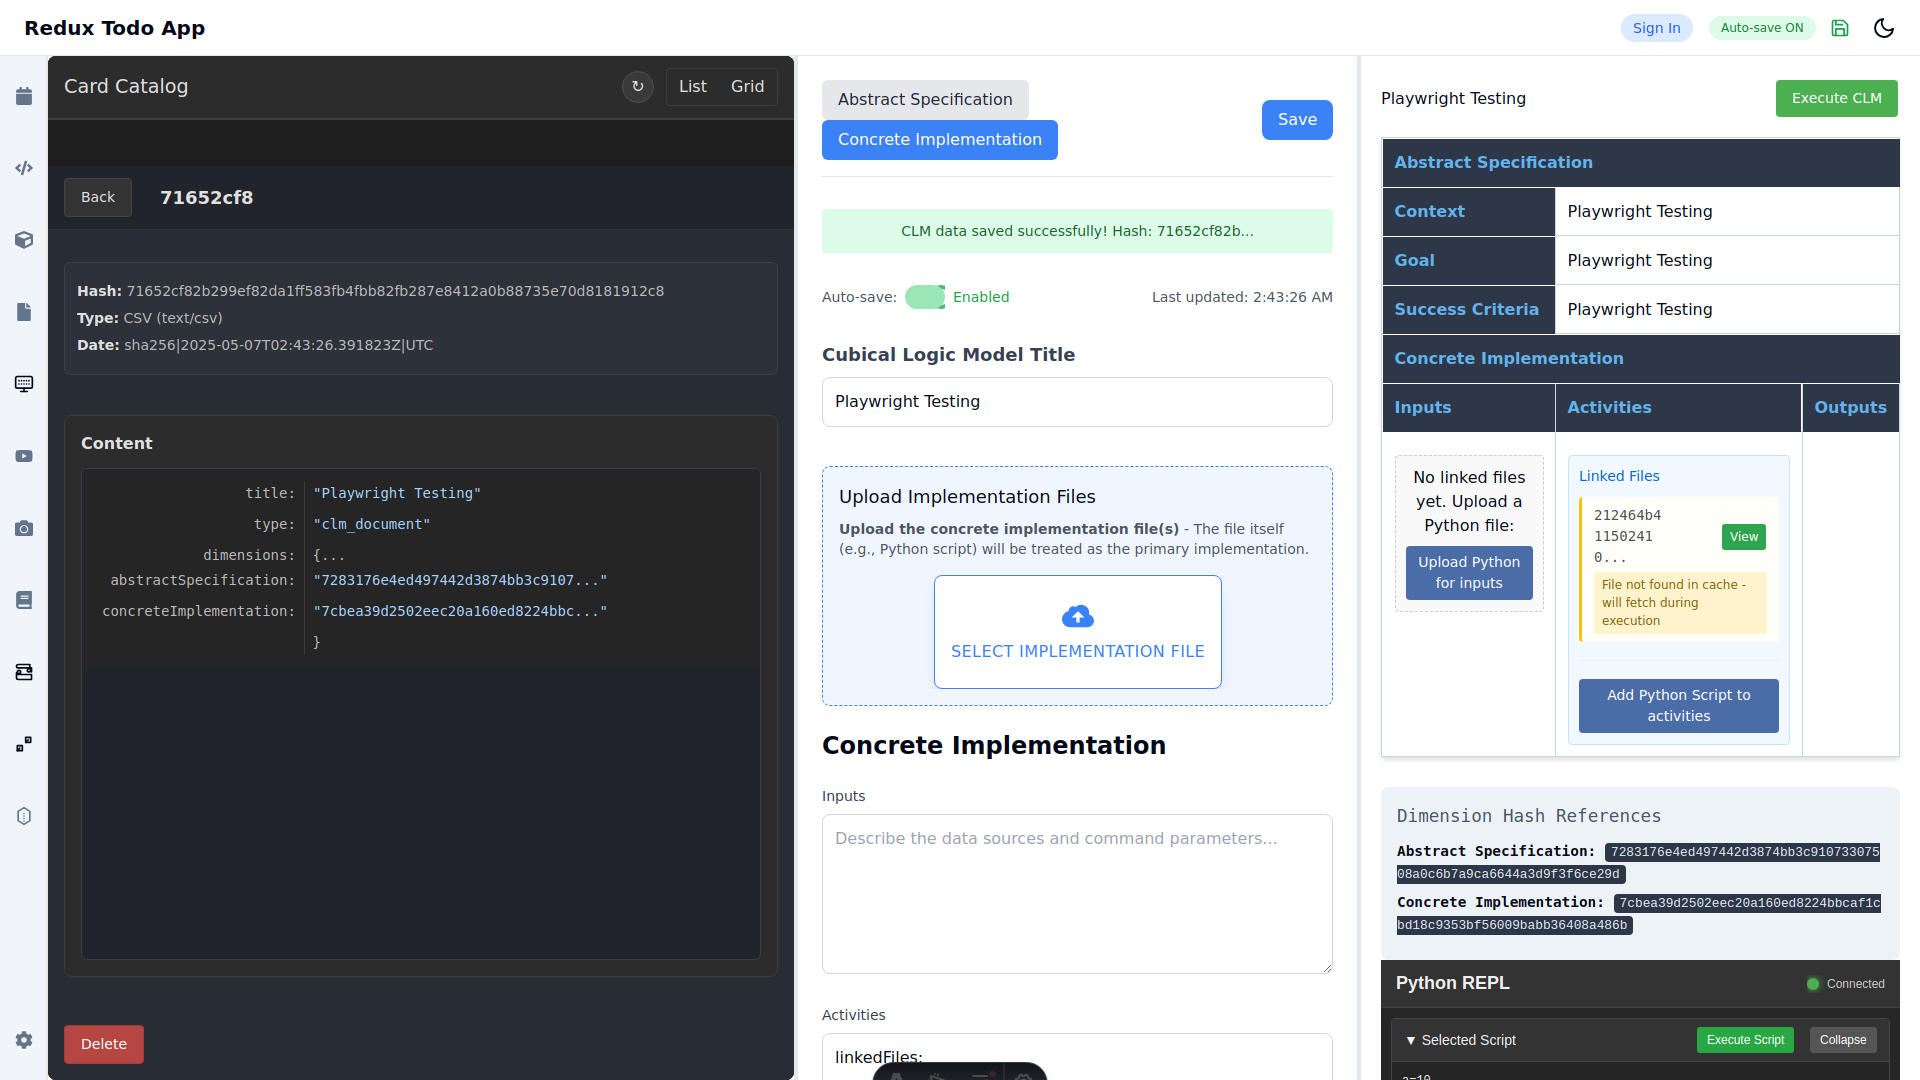 Redux Todo App
Sign In
Auto-save ON
Card Catalog
↻
List
Grid
Back
71652cf8
Hash: 71652cf82b299ef82da1ff583fb4fbb82fb287e8412a0b88735e70d8181912c8
Type: CSV (text/csv)
Date: sha256|2025-05-07T02:43:26.391823Z|UTC
Content
title: "Playwright Testing"
type: "clm_document"
dimensions: {...
abstractSpecification: "7283176e4ed497442d3874bb3c9107..."
concreteImplementation: "7cbea39d2502eec20a160ed8224bbc..."
}
Delete
Abstract Specification
Concrete Implementation
Save
CLM data saved successfully! Hash: 71652cf82b...
Auto-save:
Enabled
Last updated: 2:43:26 AM
Cubical Logic Model Title
Playwright Testing
Upload Implementation Files
Upload the concrete implementation file(s) - The file itself
(e.g., Python script) will be treated as the primary implementation.
SELECT IMPLEMENTATION FILE
Concrete Implementation
Inputs
Describe the data sources and command parameters...
Activities
linkedFiles:
Playwright Testing
Execute CLM
Abstract Specification
Context
Playwright Testing
Goal
Playwright Testing
Success Criteria
Playwright Testing
Concrete Implementation
Inputs
Activities
Outputs
No linked files
yet. Upload a
Python file:
Upload Python
for inputs
Linked Files
212464b4
1150241
0...
View
File not found in cache -
will fetch during
execution
Add Python Script to
activities
Dimension Hash References
Abstract Specification: 7283176e4ed497442d3874bb3c910733075
08a0c6b7a9ca6644a3d9f3f6ce29d
Concrete Implementation: 7cbea39d2502eec20a160ed8224bbcaf1c
bd18c9353bf56009babb36408a486b
Python REPL
Connected
▼ Selected Script
Execute Script
Collapse
a=10